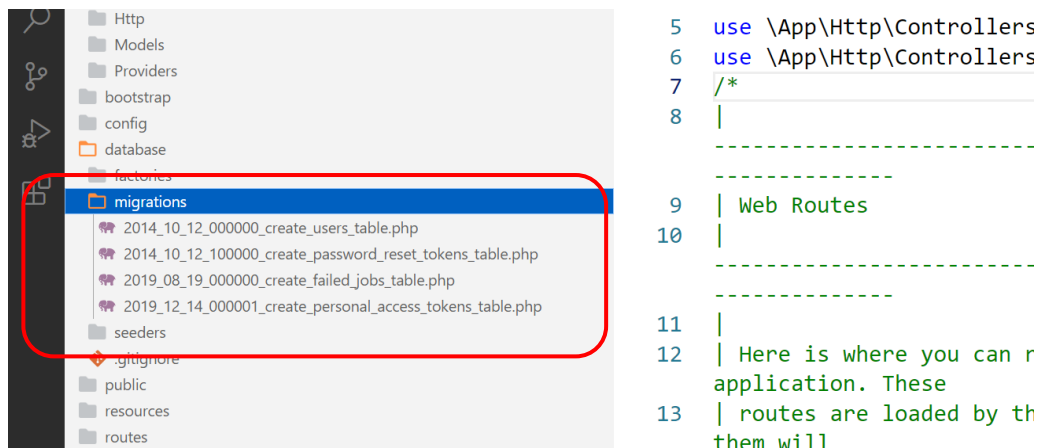 Http
Models
Providers
bootstrap
config
database
factories
migrations
2014_10_12_000000_create_users_table.php
2014_10_12_100000_create_password_reset_tokens_table.php
2019_08_19_000000_create_failed_jobs_table.php
2019_12_14_000001_create_personal_access_tokens_table.php
seeders
.gitignore
public
resources
routes
5 use \App\Http\Controllers
6 use \App\Http\Controllers
7 /*
8 |
--------------------------
--------------
9 | Web Routes
10 |
--------------------------
--------------
11 |
12 | Here is where you can r
application. These
13 | routes are loaded by th
them will